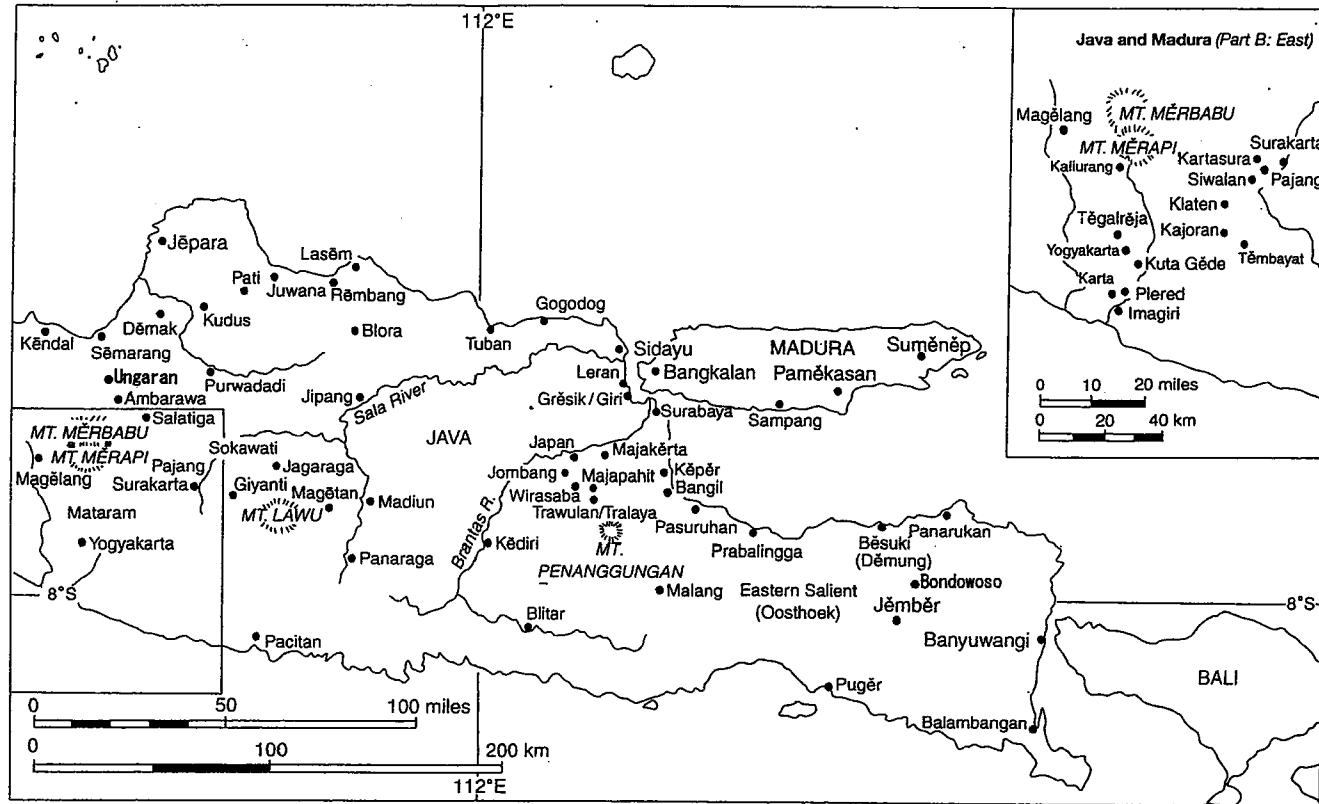 112°E
Java and Madura (Part B: East)
MT. MĔRBABU
Magĕlang
MT. MĔRAPI
Kaliurang
Surakarta
Kartasura
Siwalan
Pajang
Klaten
Tĕgalrĕja
Kajoran
Yogyakarta
Tĕmbayat
Kuta Gĕde
Karta
Plered
Imagiri
0 10 20 miles
0 20 40 km
Jĕpara
Lasĕm
Pati
Juwana
Rĕmbang
Kudus
Dĕmak
Blora
Kĕndal
Sĕmarang
Tuban
Gogodog
Sidayu
MADURA
Sumĕnĕp
Ungaran
Purwadadi
Leran
Bangkalan
Pamĕkasan
Ambarawa
Jipang
Sala River
Grĕsik / Giri
Salatiga
Surabaya
Sampang
MT. MĔRBABU
MT. MĔRAPI
Sokawati
JAVA
Japan
Majakĕrta
Magĕlang
Pajang
Jagaraga
Jombang
Majapahit
Kĕpĕr
Surakarta
Giyanti
Magĕtan
Madiun
Wirasaba
Bangil
MT. LAWU
Trawulan/Tralaya
Mataram
Brantas R.
Pasuruhan
Panarukan
Yogyakarta
Kĕdiri
Prabalingga
Bĕsuki
(Dĕmung)
Panaraga
MT.
PENANGGUNGAN
Bondowoso
8°S
Malang
Eastern Salient
(Oosthoek)
Jĕmbĕr
8°S
Blitar
Pacitan
Banyuwangi
BALI
Pugĕr
Balambangan
0 50 100 miles
0 100 200 km
112°E